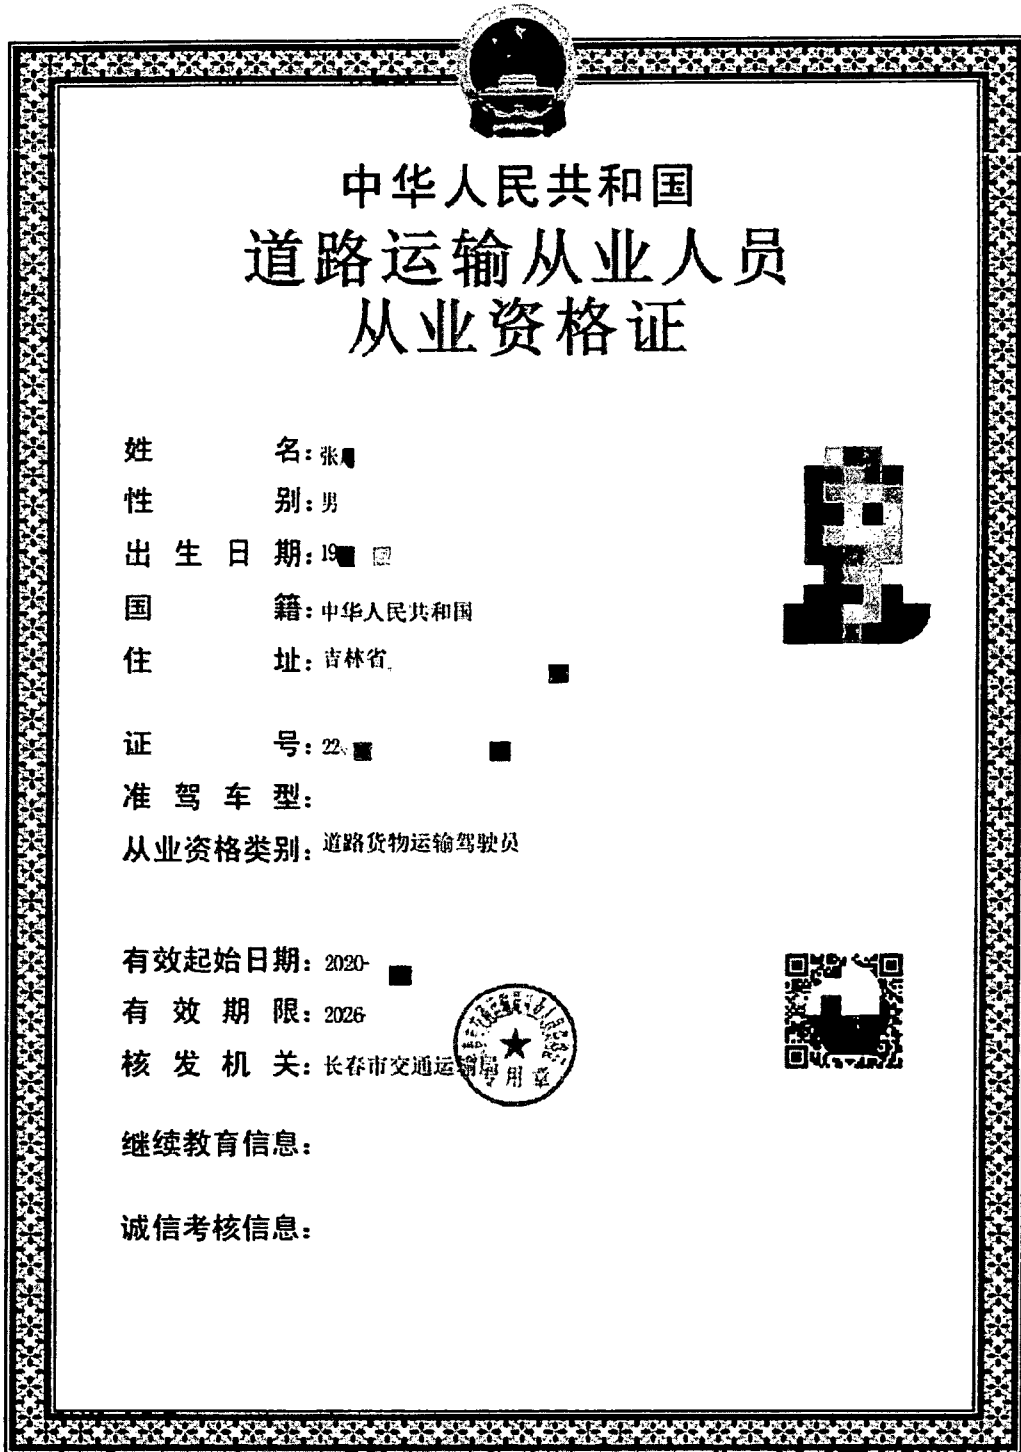 中华人民共和国
道路运输从业人员
从业资格证
姓名: 张
性别: 男
出生日期: 19
国籍: 中华人民共和国
住址: 吉林省
证号: 22
准驾车型:
从业资格类别: 道路货物运输驾驶员
有效起始日期: 2020-
有效期限: 2026-
核发机关: 长春市交通运输局
专用章
继续教育信息:
诚信考核信息: